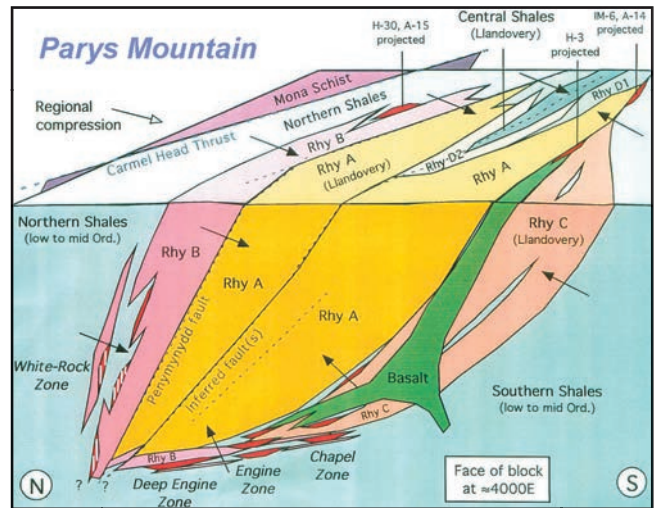 Parys Mountain
H-30, A-15
projected
Central Shales
(Llandovery)
H-3
projected
IM-6, A-14
projected
Regional
compression
Mona Schist
Carmel Head Thrust
Northern Shales
Rhy B
Rhy A
(Llandovery)
Rhy-D2
Rhy D1
Rhy A
Northern Shales
(low to mid Ord.)
Rhy B
Rhy A
Rhy A
Rhy C
(Llandovery)
Penymynydd fault
Inferred fault(s)
White-Rock
Zone
Basalt
Southern Shales
(low to mid Ord.)
Rhy B
Rhy C
? ?
Deep Engine
Zone
Engine
Zone
Chapel
Zone
Face of block
at ≈4000E
N
S